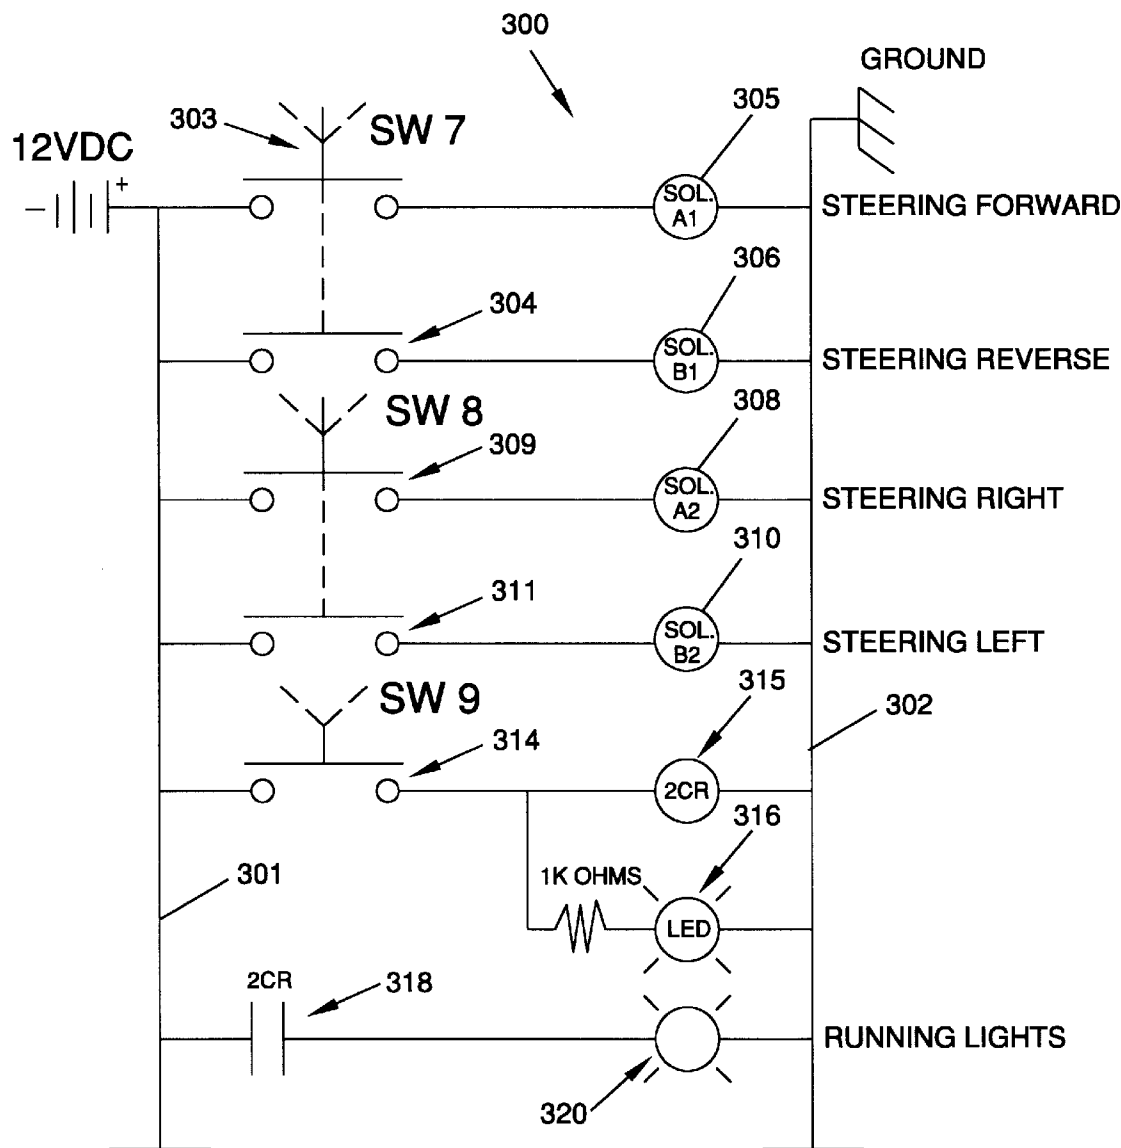 300
GROUND
303
SW 7
305
12VDC
+
−
SOL.
A1
STEERING FORWARD
304
306
SOL.
B1
STEERING REVERSE
SW 8
308
309
SOL.
A2
STEERING RIGHT
310
311
SOL.
B2
STEERING LEFT
SW 9
315
302
314
2CR
316
301
1K OHMS
LED
2CR
318
RUNNING LIGHTS
320